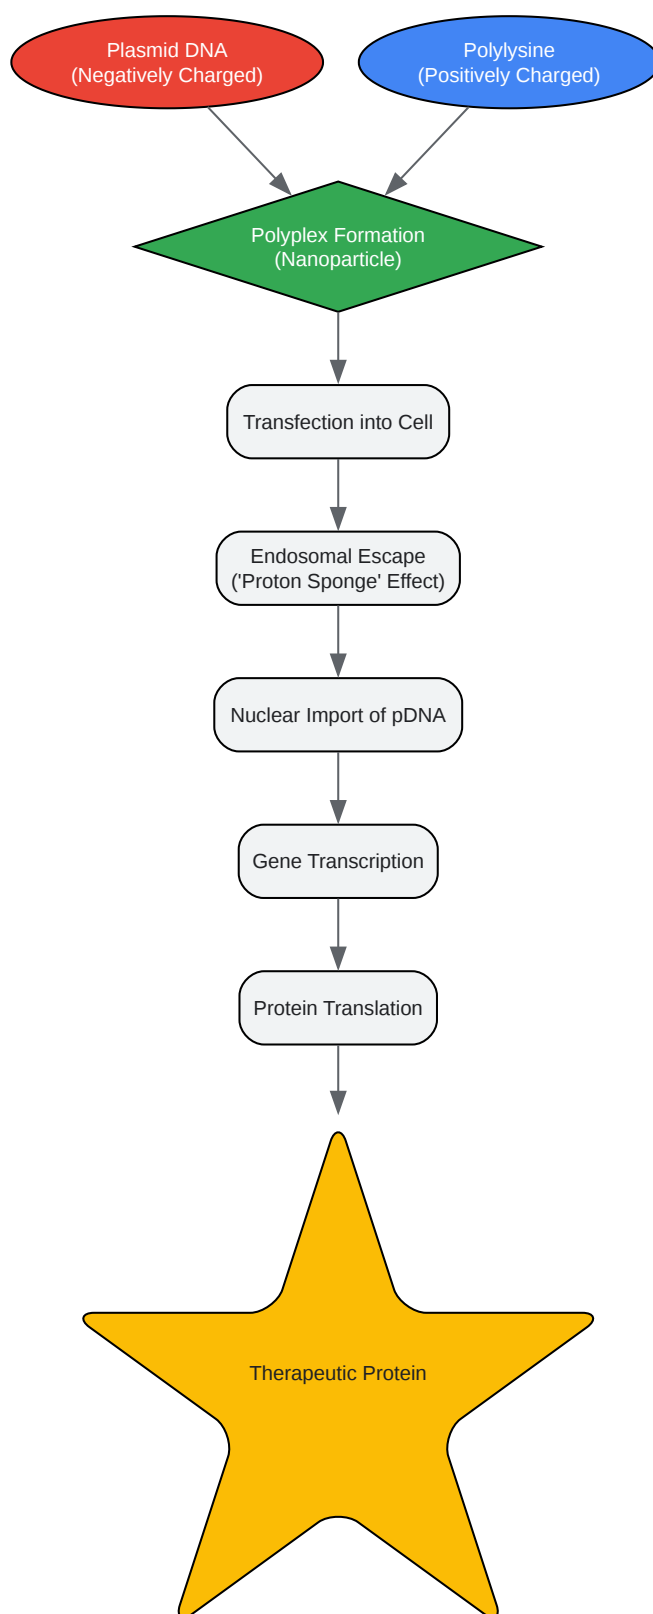 Plasmid DNA
(Negatively Charged)
Polylysine
(Positively Charged)
Polyplex Formation
(Nanoparticle)
Transfection into Cell
Endosomal Escape
('Proton Sponge' Effect)
Nuclear Import of pDNA
Gene Transcription
Protein Translation
Therapeutic Protein